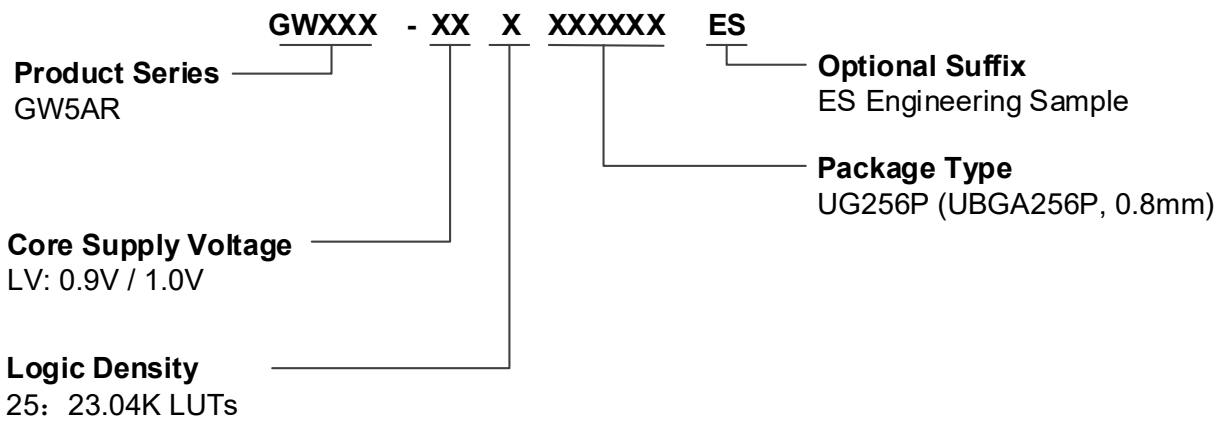 GWXXX - XX X XXXXXX ES
Product Series
GW5AR
Optional Suffix
ES Engineering Sample
Package Type
UG256P (UBGA256P, 0.8mm)
Core Supply Voltage
LV: 0.9V / 1.0V
Logic Density
25：23.04K LUTs